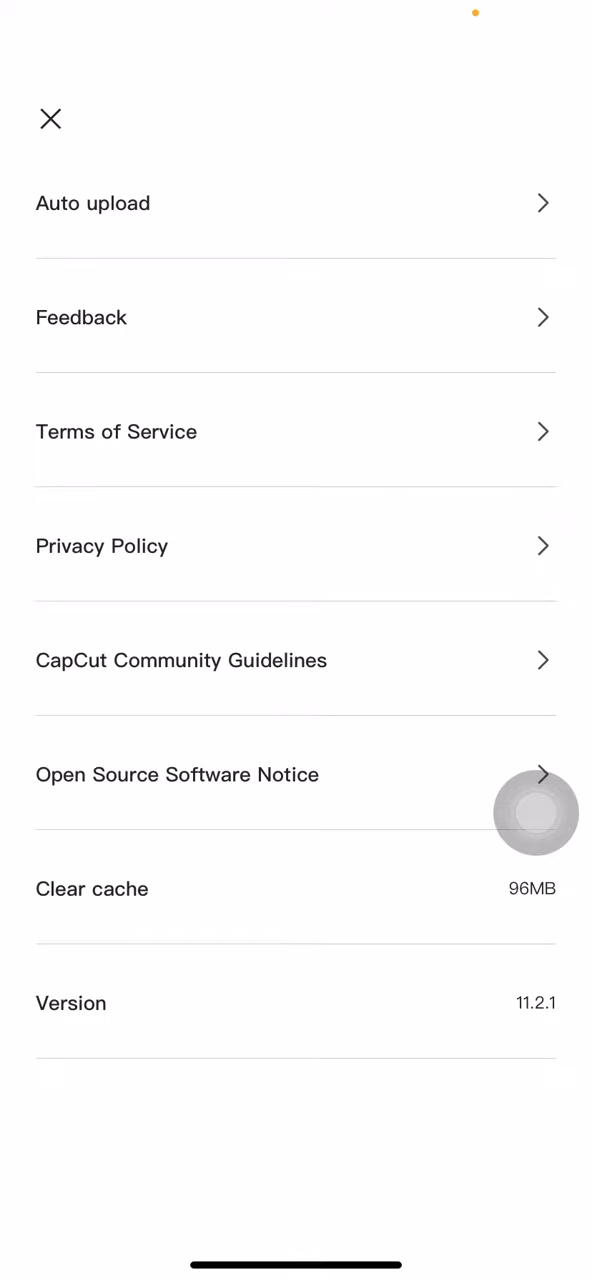 Auto upload
Feedback
Terms of Service
Privacy Policy
CapCut Community Guidelines
Open Source Software Notice
Clear cache 96MB
Version 11.2.1